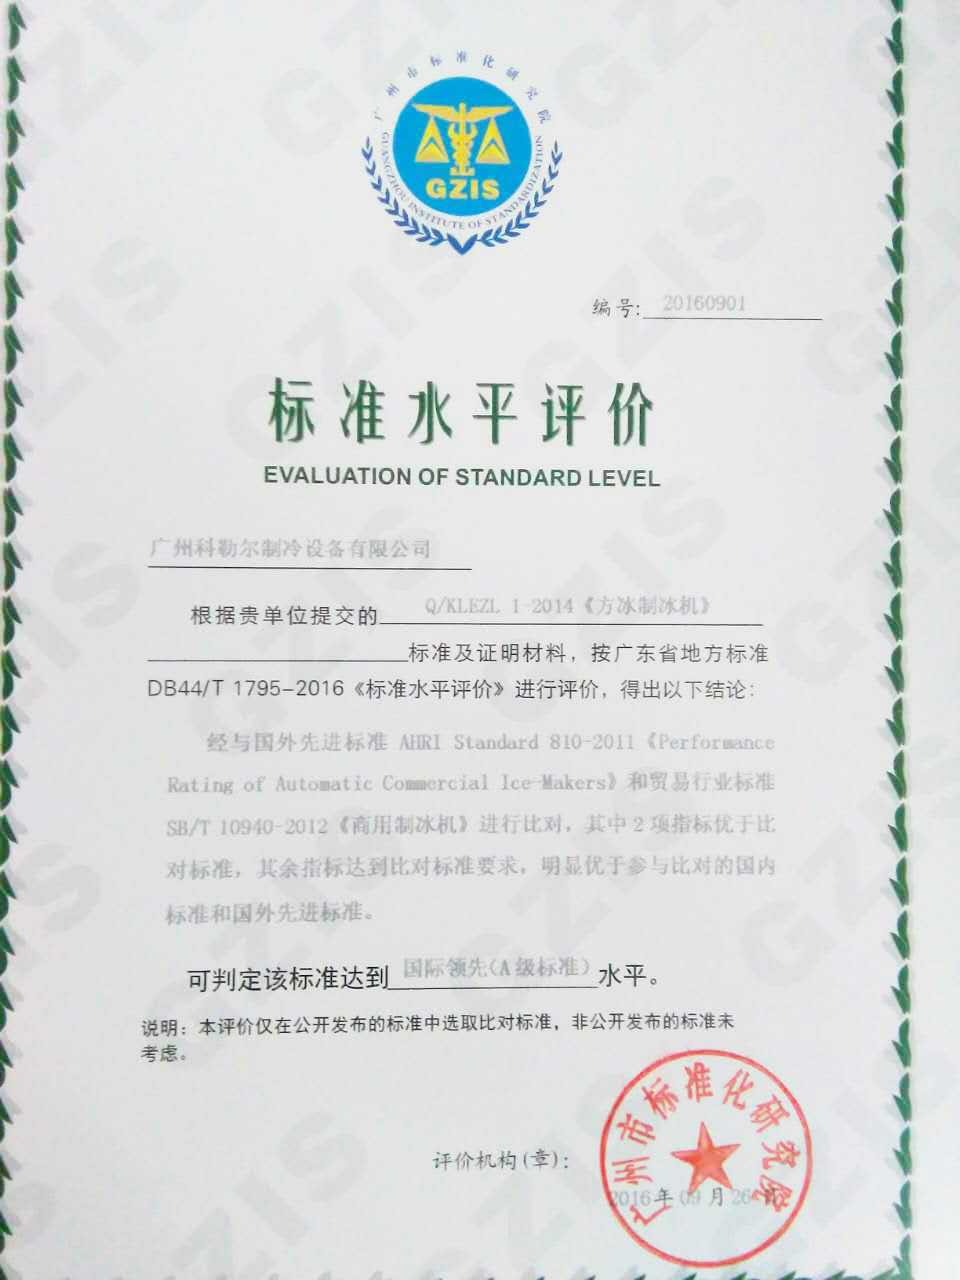 广州市标准化研究院
GZIS
GUANGZHOU INSTITUTE OF STANDARDIZATION
编号: 20160901
标准水平评价
EVALUATION OF STANDARD LEVEL
广州科勒尔制冷设备有限公司
根据贵单位提交的 Q/KLEZL 1-2014《方冰制冰机》
标准及证明材料，按广东省地方标准
DB44/T 1795-2016《标准水平评价》进行评价，得出以下结论：
经与国外先进标准 AHRI Standard 810-2011《Performance
Rating of Automatic Commercial Ice-Makers》和贸易行业标准
SB/T 10940-2012《商用制冰机》进行比对，其中2项指标优于比
对标准，其余指标达到比对标准要求，明显优于参与比对的国内
标准和国外先进标准。
可判定该标准达到 国际领先(A级标准) 水平。
说明：本评价仅在公开发布的标准中选取比对标准，非公开发布的标准未
考虑。
广州市标准化研究院
评价机构(章)：
2016年09月26日